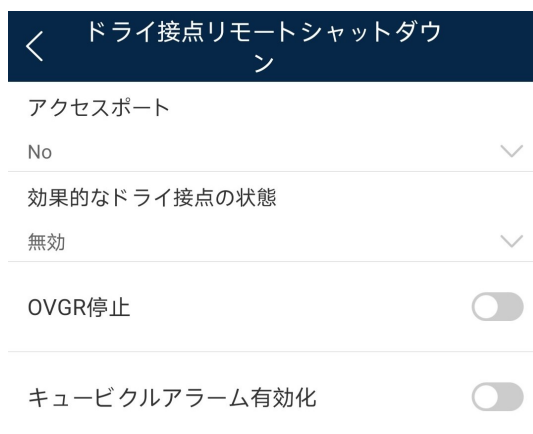 ドライ接点リモートシャットダウ
ン
アクセスポート
No
効果的なドライ接点の状態
無効
OVGR停止
キュービクルアラーム有効化